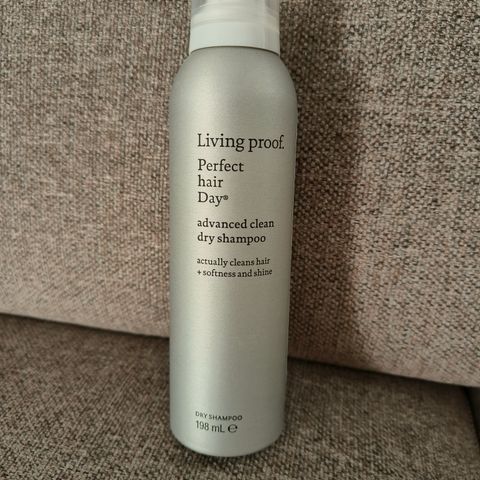 Living proof.
Perfect
hair
Day®
advanced clean
dry shampoo
actually cleans hair
+ softness and shine
DRY SHAMPOO
198 mL ℮